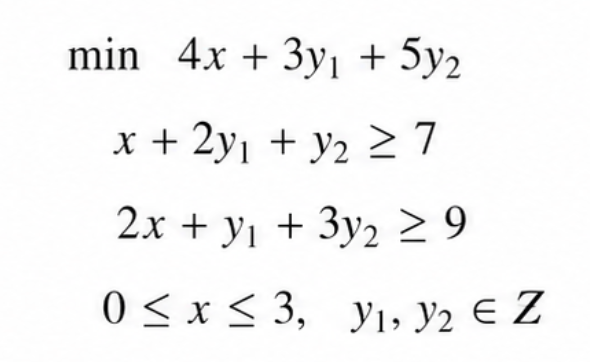 min 4x + 3y₁ + 5y₂
x + 2y₁ + y₂ ≥ 7
2x + y₁ + 3y₂ ≥ 9
0 ≤ x ≤ 3, y₁, y₂ ∈ Z